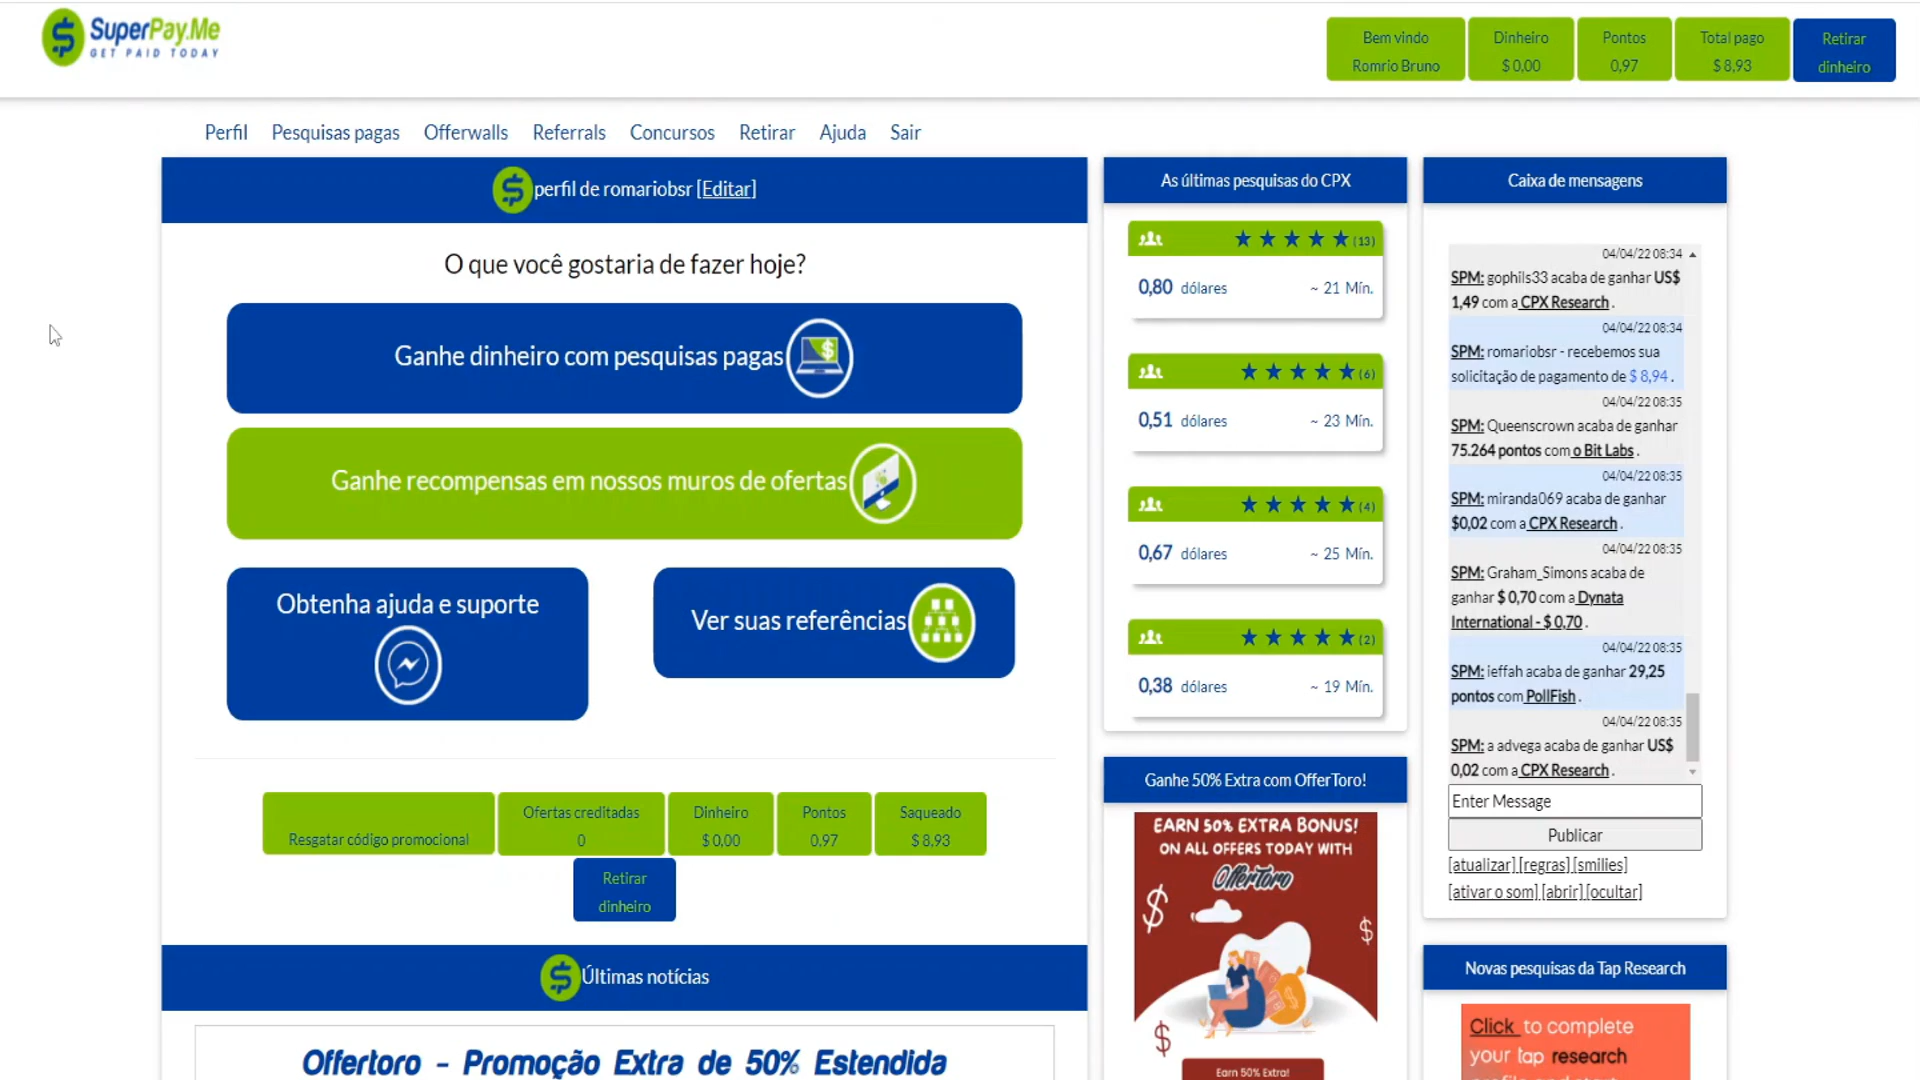 SuperPay.Me
GET PAID TODAY
Bem vindo
Romrio Bruno
Dinheiro
$ 0,00
Pontos
0,97
Total pago
$ 8,93
Retirar
dinheiro
Perfil Pesquisas pagas Offerwalls Referrals Concursos Retirar Ajuda Sair
perfil de romariobsr [Editar]
O que você gostaria de fazer hoje?
Ganhe dinheiro com pesquisas pagas
Ganhe recompensas em nossos muros de ofertas
Obtenha ajuda e suporte
Ver suas referências
Resgatar código promocional
Ofertas creditadas
0
Dinheiro
$ 0,00
Pontos
0,97
Saqueado
$ 8,93
Retirar
dinheiro
Últimas notícias
Offertoro - Promoção Extra de 50% Estendida
As últimas pesquisas do CPX
(13)
0,80 dólares ~ 21 Mín.
(6)
0,51 dólares ~ 23 Mín.
(4)
0,67 dólares ~ 25 Mín.
(2)
0,38 dólares ~ 19 Mín.
Ganhe 50% Extra com OfferToro!
EARN 50% EXTRA BONUS!
ON ALL OFFERS TODAY WITH
OfferToro
Earn 50% Extra!
Caixa de mensagens
04/04/22 08:34
SPM: gophils33 acaba de ganhar US$
1,49 com a CPX Research .
04/04/22 08:34
SPM: romariobsr - recebemos sua
solicitação de pagamento de $ 8,94 .
04/04/22 08:35
SPM: Queenscrown acaba de ganhar
75.264 pontos com o Bit Labs .
04/04/22 08:35
SPM: miranda069 acaba de ganhar
$0,02 com a CPX Research .
04/04/22 08:35
SPM: Graham_Simons acaba de
ganhar $ 0,70 com a Dynata
International - $ 0,70 .
04/04/22 08:35
SPM: ieffah acaba de ganhar 29,25
pontos com PollFish .
04/04/22 08:35
SPM: a advega acaba de ganhar US$
0,02 com a CPX Research .
Enter Message
Publicar
[atualizar] [regras] [smilies]
[ativar o som] [abrir] [ocultar]
Novas pesquisas da Tap Research
Click to complete
your tap research